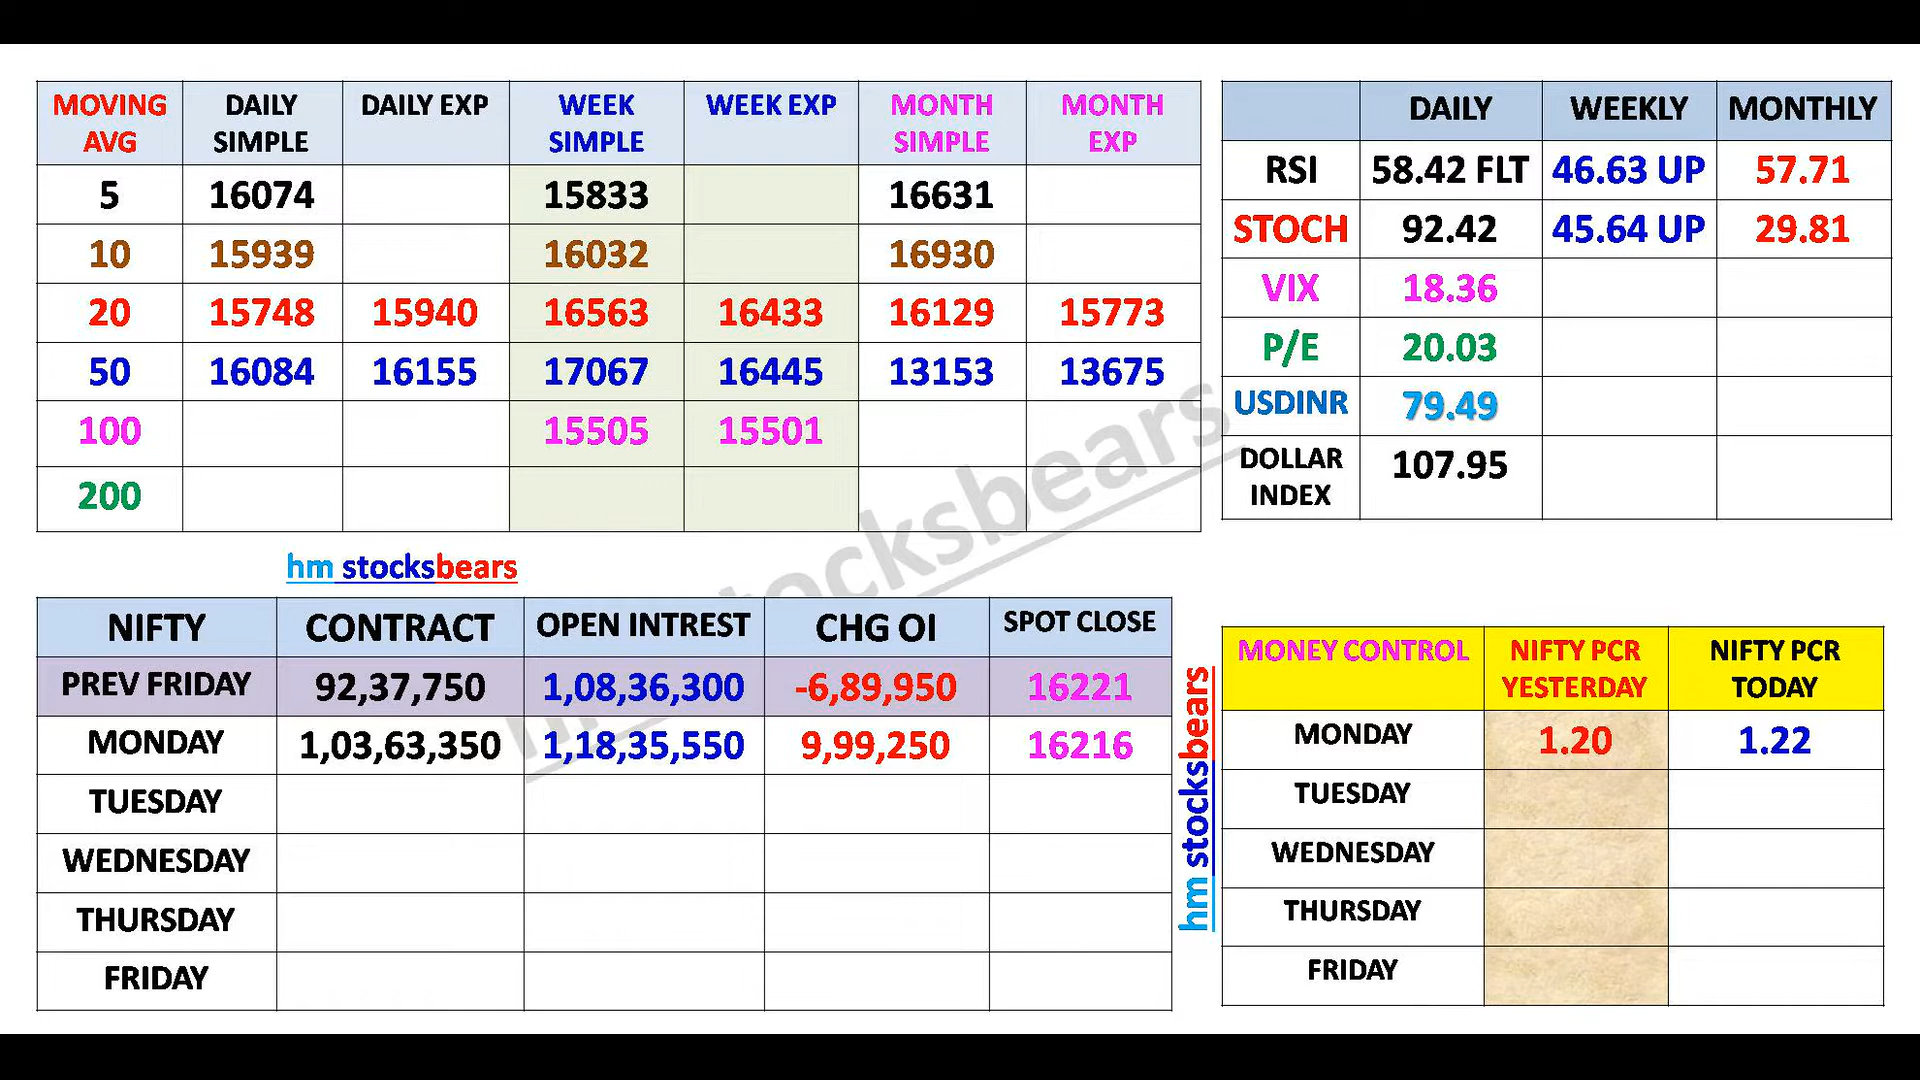 MOVING AVG DAILY SIMPLE DAILY EXP WEEK SIMPLE WEEK EXP MONTH SIMPLE MONTH EXP
5 16074 15833 16631
10 15939 16032 16930
20 15748 15940 16563 16433 16129 15773
50 16084 16155 17067 16445 13153 13675
100 15505 15501
200
DAILY WEEKLY MONTHLY
RSI 58.42 FLT 46.63 UP 57.71
STOCH 92.42 45.64 UP 29.81
VIX 18.36
P/E 20.03
USDINR 79.49
DOLLAR INDEX 107.95
hm stocksbears
NIFTY CONTRACT OPEN INTREST CHG OI SPOT CLOSE
PREV FRIDAY 92,37,750 1,08,36,300 -6,89,950 16221
MONDAY 1,03,63,350 1,18,35,550 9,99,250 16216
TUESDAY
WEDNESDAY
THURSDAY
FRIDAY
hm stocksbears
MONEY CONTROL NIFTY PCR YESTERDAY NIFTY PCR TODAY
MONDAY 1.20 1.22
TUESDAY
WEDNESDAY
THURSDAY
FRIDAY